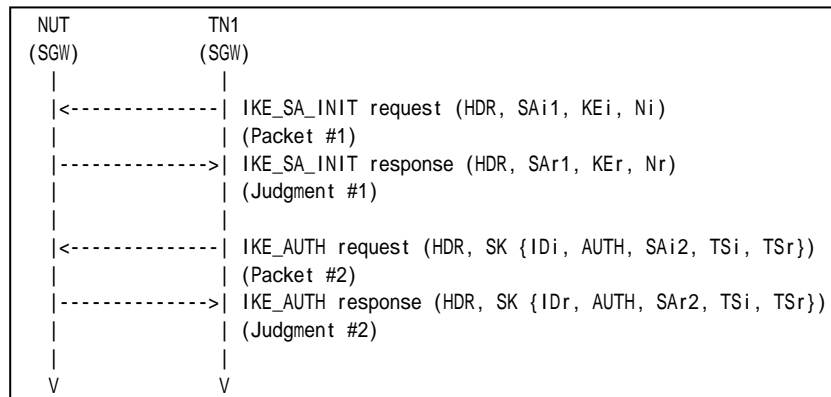 NUT TN1
(SGW) (SGW)
| |
|<--------------| IKE_SA_INIT request (HDR, SAi1, KEi, Ni)
| | (Packet #1)
|-------------->| IKE_SA_INIT response (HDR, SAr1, KEr, Nr)
| | (Judgment #1)
| |
|<--------------| IKE_AUTH request (HDR, SK {IDi, AUTH, SAi2, TSi, TSr})
| | (Packet #2)
|-------------->| IKE_AUTH response (HDR, SK {IDr, AUTH, SAr2, TSi, TSr})
| | (Judgment #2)
| |
V V